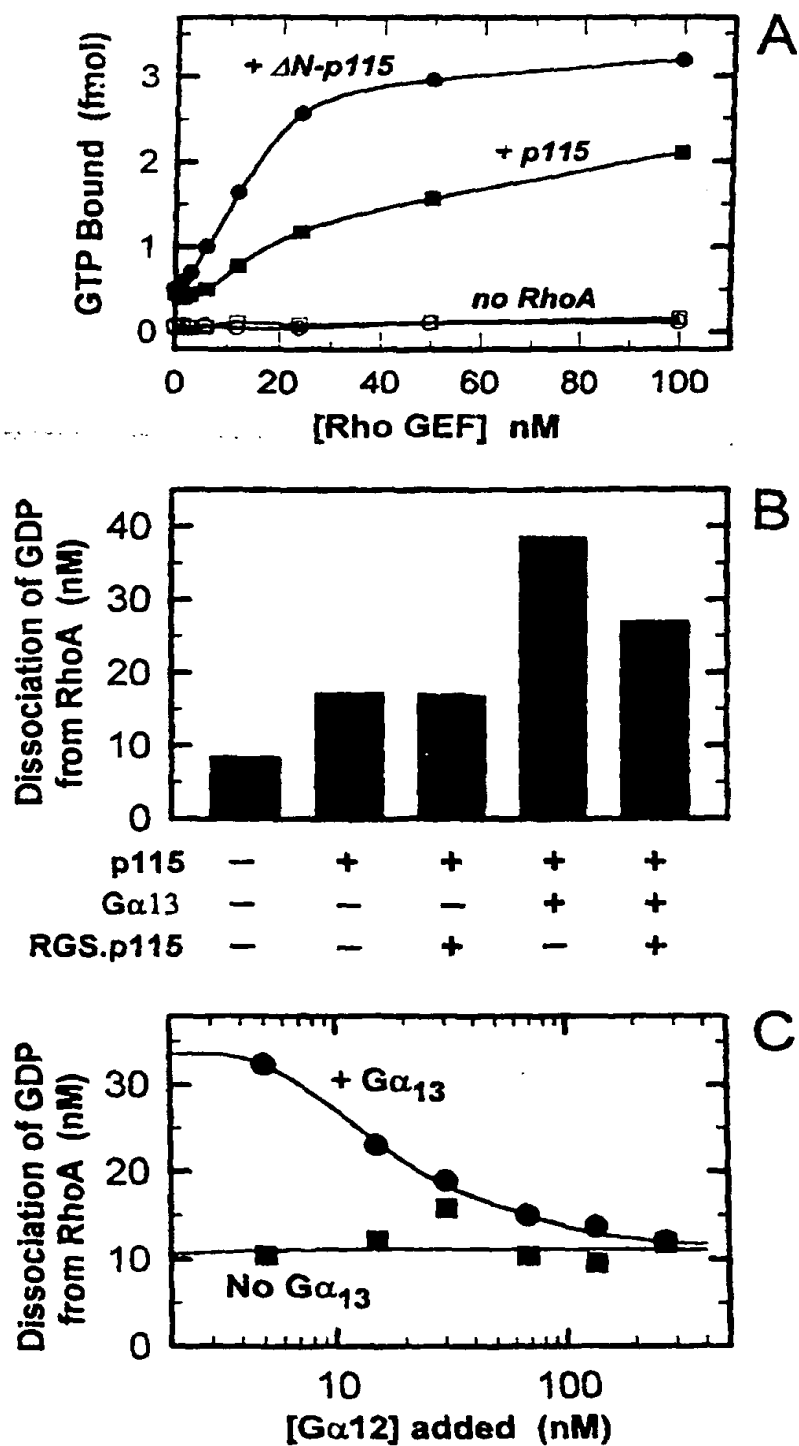 A
+ ΔN-p115
+ p115
no RhoA
GTP Bound (fmol)
3
2
1
0
0 20 40 60 80 100
[Rho GEF] nM
B
Dissociation of GDP
from RhoA (nM)
40
30
20
10
0
p115 − + + + +
Gα13 − − − + +
RGS.p115 − − + − +
C
Dissociation of GDP
from RhoA (nM)
+ Gα13
No Gα13
30
20
10
0
10 100
[Gα12] added (nM)